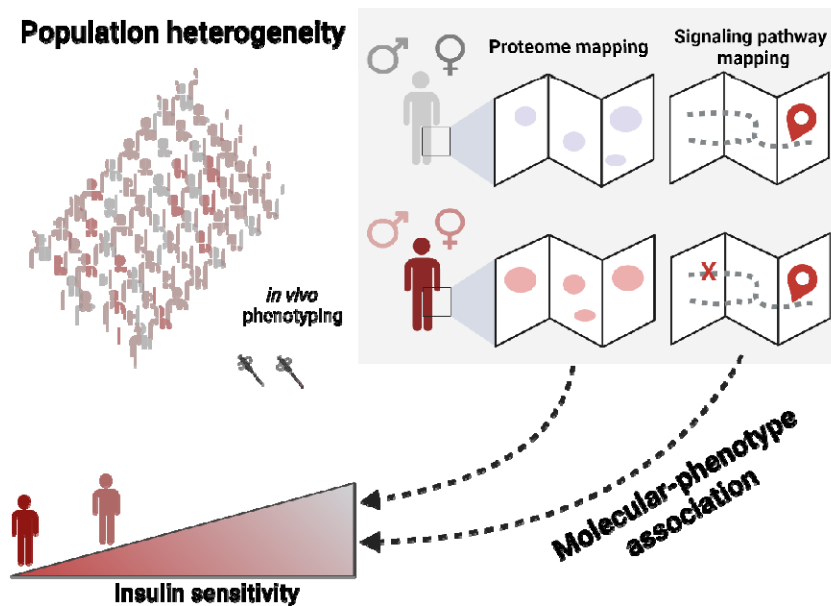 Population heterogeneity
Proteome mapping
Signaling pathway
mapping
in vivo
phenotyping
X
Molecular-phenotype
association
Insulin sensitivity